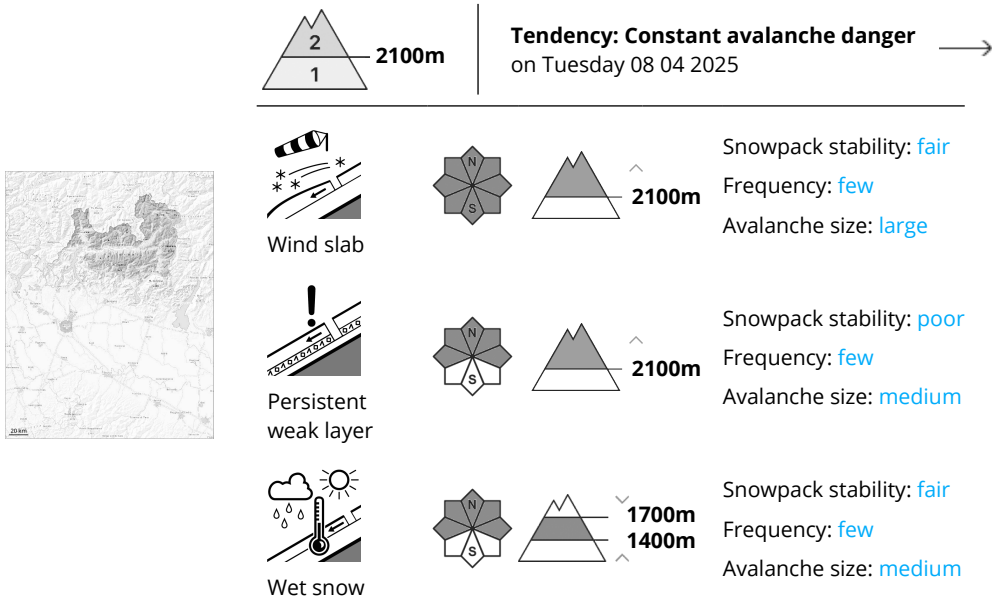 2
1
2100m
Tendency: Constant avalanche danger
on Tuesday 08 04 2025
N
S
2100m
Snowpack stability: fair
Frequency: few
Avalanche size: large
Wind slab
N
S
2100m
Snowpack stability: poor
Frequency: few
Avalanche size: medium
Persistent
weak layer
N
S
1700m
1400m
Snowpack stability: fair
Frequency: few
Avalanche size: medium
Wet snow
20 km